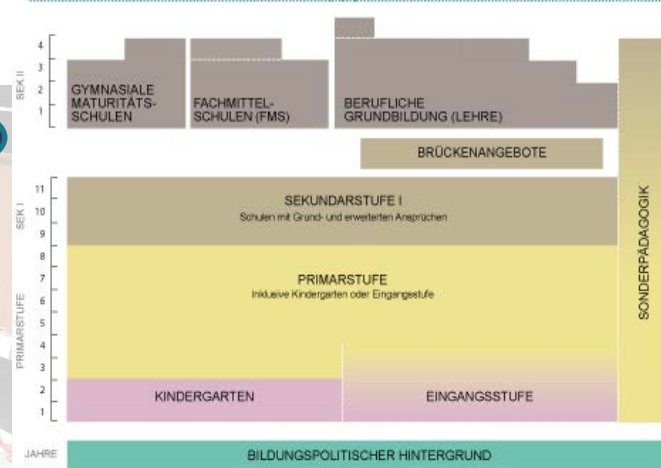 SEK II
4
3
2
1
GYMNASIALE
MATURITÄTS-
SCHULEN
FACHMITTEL-
SCHULEN (FMS)
BERUFLICHE
GRUNDBILDUNG (LEHRE)
BRÜCKENANGEBOTE
SEK I
11
10
9
SEKUNDARSTUFE I
Schulen mit Grund- und erweiterten Ansprüchen
PRIMARSTUFE
8
7
6
5
4
3
2
1
PRIMARSTUFE
Inklusive Kindergarten oder Eingangsstufe
KINDERGARTEN
EINGANGSSTUFE
SONDERPÄDAGOGIK
JAHRE
BILDUNGSPOLITISCHER HINTERGRUND